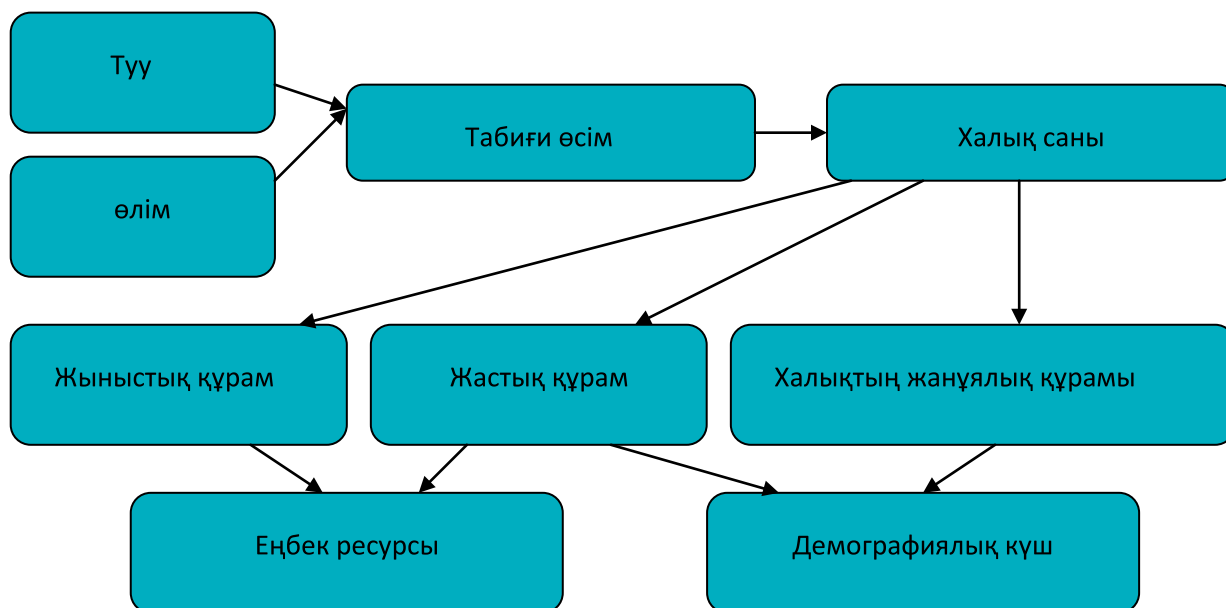 Туу
Табиғи өсім
Халық саны
өлім
Жыныстық құрам
Жастық құрам
Халықтың жанұялық құрамы
Еңбек ресурсы
Демографиялық күш